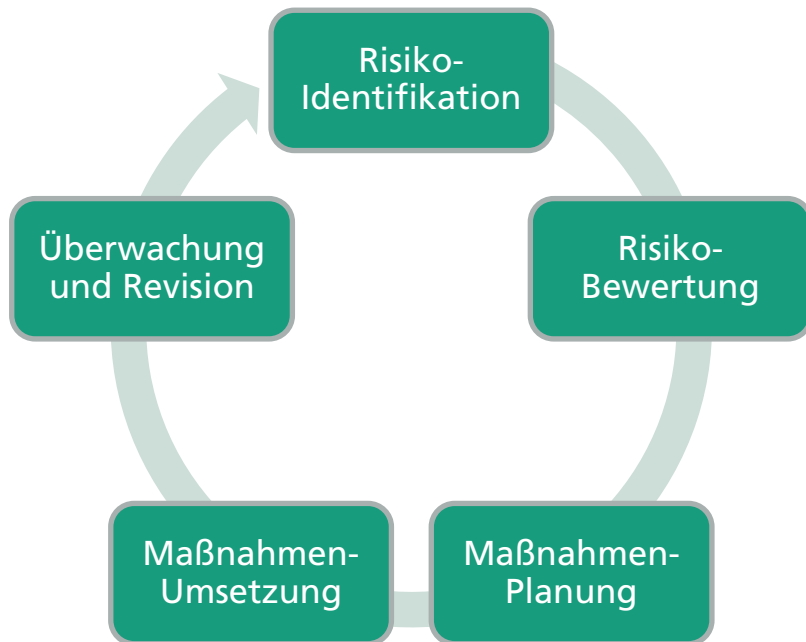 Risiko-
Identifikation
Risiko-
Bewertung
Maßnahmen-
Planung
Maßnahmen-
Umsetzung
Überwachung
und Revision